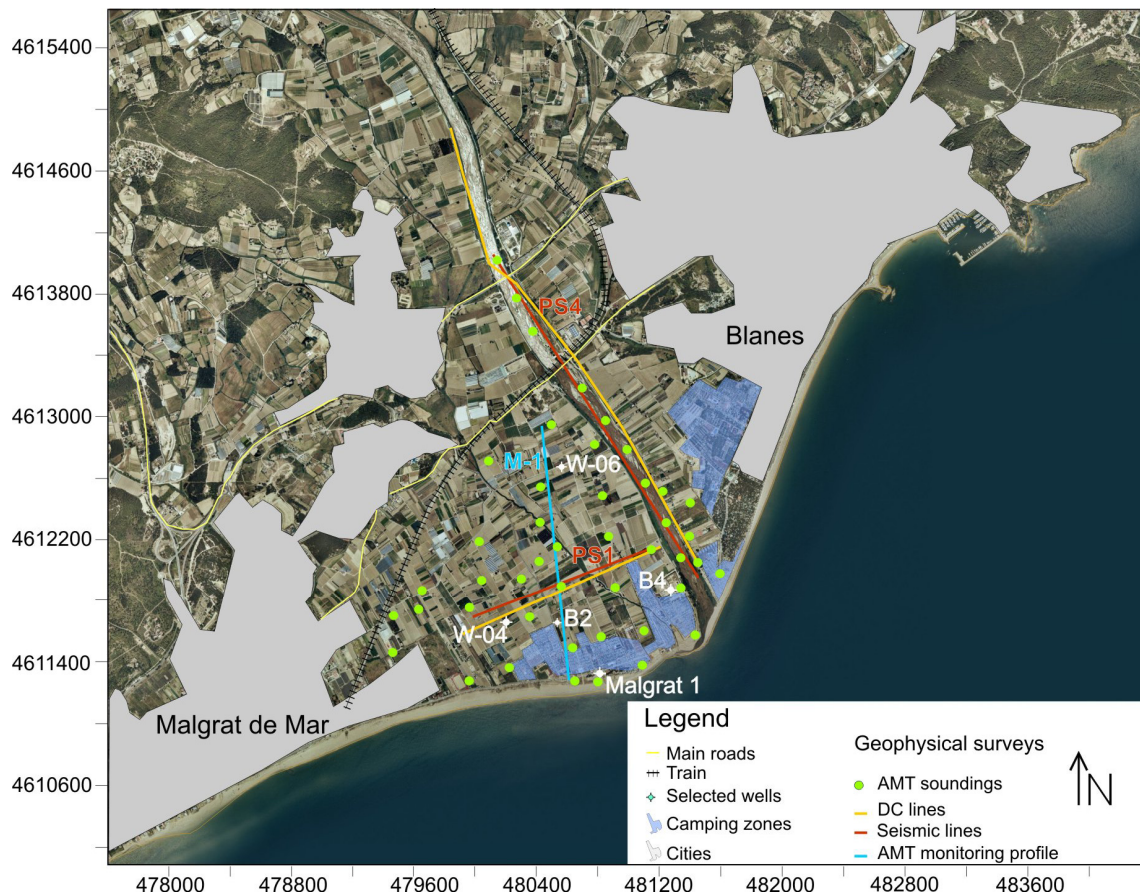 4615400
4614600
4613800
PS4
Blanes
4613000
M-1
W-06
4612200
PS1
B4
W-04
B2
4611400
Malgrat 1
Malgrat de Mar
Legend
Main roads
Train
Selected wells
Camping zones
Cities
Geophysical surveys
AMT soundings
DC lines
Seismic lines
AMT monitoring profile
N
4610600
478000 478800 479600 480400 481200 482000 482800 483600